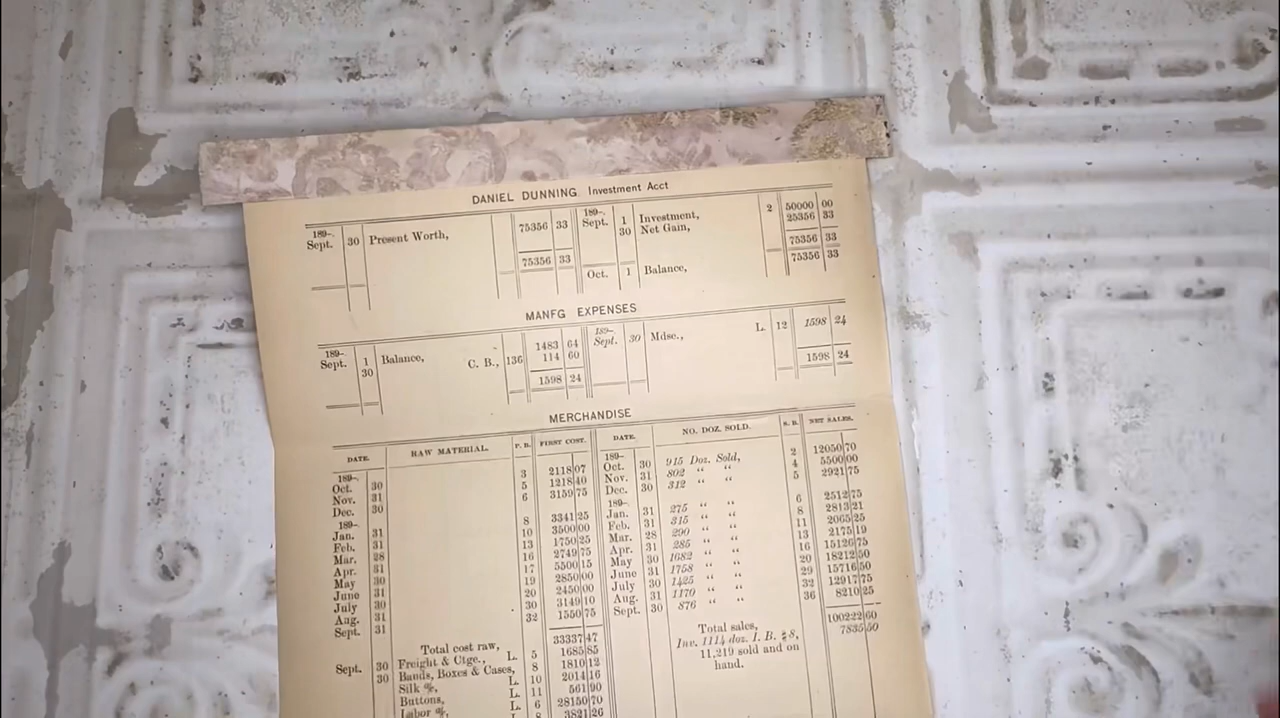 DANIEL DUNNING Investment Acct
189-. Sept. 30 Present Worth, 75356 33 189-. Sept. 1 Investment, 2 50000 00
30 Net Gain, 25356 33
75356 33
75356 33 75356 33
Oct. 1 Balance,
MANFG EXPENSES
189-. Sept. 1 Balance, 1483 64 189-. Sept. 30 Mdse., L. 12 1598 24
30 C. B., 136 114 60
1598 24 1598 24
MERCHANDISE
DATE. RAW MATERIAL. P. B. FIRST COST. DATE. NO. DOZ. SOLD. S. B. NET SALES.
189- 189-
Oct. 30 3 2118 07 Oct. 30 915 Doz. Sold, 2 12050 70
Nov. 31 5 1218 40 Nov. 31 802 “ “ 4 5500 00
Dec. 30 6 3159 75 Dec. 30 312 “ “ 5 2921 75
189- 189-
Jan. 31 8 3341 25 Jan. 31 275 “ “ 6 2512 75
Feb. 31 10 3500 00 Feb. 31 315 “ “ 8 2813 21
Mar. 28 13 1750 25 Mar. 28 290 “ “ 11 2065 25
Apr. 31 16 2749 75 Apr. 31 285 “ “ 13 2175 19
May 30 17 5500 15 May 30 1682 “ “ 16 15126 75
June 31 19 2850 00 June 31 1758 “ “ 20 18212 50
July 30 20 2450 00 July 30 1425 “ “ 29 15716 50
Aug. 31 30 3149 10 Aug. 31 1170 “ “ 32 12917 75
Sept. 31 32 1550 75 Sept. 30 876 “ “ 36 8210 25
Total cost raw, 33337 47 Total sales, 100222 60
Sept. 30 Freight & Ctge., L. 5 1685 85 Inv. 1114 doz. I. B. 8, 7835 50
30 Bands, Boxes & Cases, 8 1810 12 11,219 sold and on
Silk %, L. 10 2014 16 hand.
Buttons, L. 11 561 90
Labor %, L. 6 28150 70
L. 8 3821 26